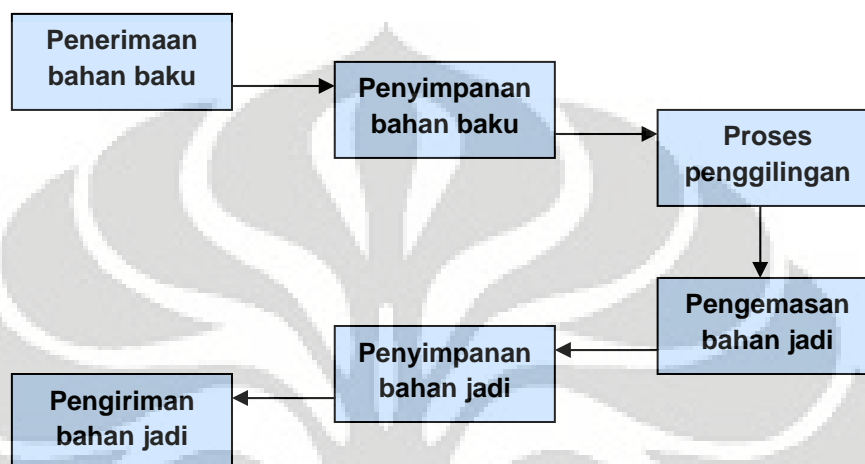 Penerimaan
bahan baku
Penyimpanan
bahan baku
Proses
penggilingan
Pengemasan
bahan jadi
Penyimpanan
bahan jadi
Pengiriman
bahan jadi